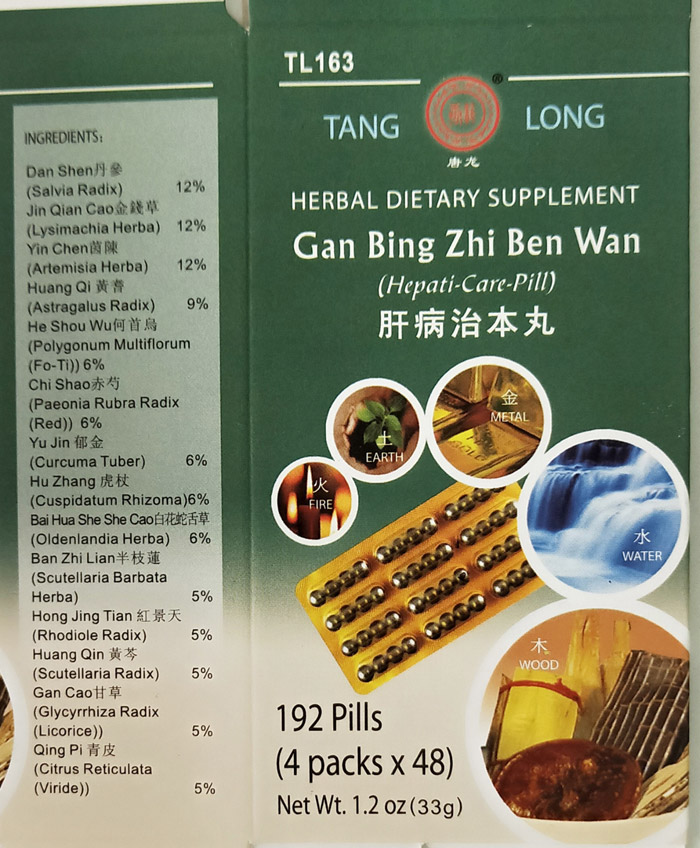 INGREDIENTS:
Dan Shen丹參
(Salvia Radix) 12%
Jin Qian Cao金錢草
(Lysimachia Herba) 12%
Yin Chen茵陳
(Artemisia Herba) 12%
Huang Qi 黃耆
(Astragalus Radix) 9%
He Shou Wu何首烏
(Polygonum Multiflorum
(Fo-Ti)) 6%
Chi Shao赤芍
(Paeonia Rubra Radix
(Red)) 6%
Yu Jin 郁金
(Curcuma Tuber) 6%
Hu Zhang 虎杖
(Cuspidatum Rhizoma)6%
Bai Hua She She Cao白花蛇舌草
(Oldenlandia Herba) 6%
Ban Zhi Lian半枝蓮
(Scutellaria Barbata
Herba) 5%
Hong Jing Tian 紅景天
(Rhodiole Radix) 5%
Huang Qin 黃芩
(Scutellaria Radix) 5%
Gan Cao甘草
(Glycyrrhiza Radix
(Licorice)) 5%
Qing Pi 青皮
(Citrus Reticulata
(Viride)) 5%
TL163
TANG ® LONG
唐龙
HERBAL DIETARY SUPPLEMENT
Gan Bing Zhi Ben Wan
(Hepati-Care-Pill)
肝病治本丸
金
METAL
土
EARTH
火
FIRE
水
WATER
木
WOOD
192 Pills
(4 packs x 48)
Net Wt. 1.2 oz(33g)